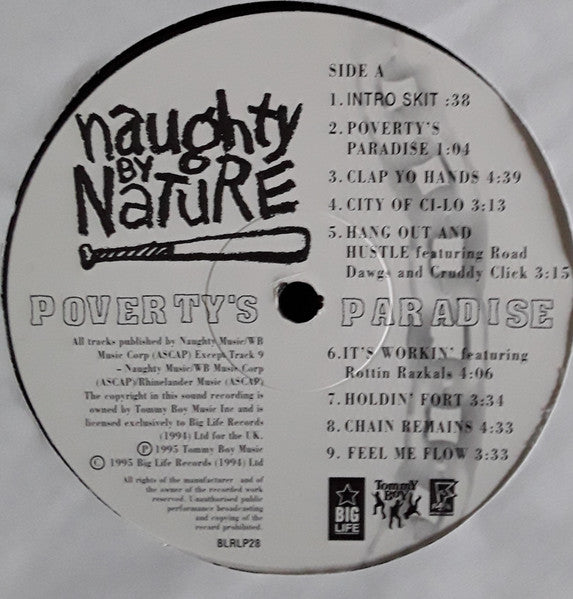 naughty
BY
NaTuRE
POVERTY'S
PARADISE
SIDE A
1. INTRO SKIT :38
2. POVERTY'S
PARADISE 1:04
3. CLAP YO HANDS 4:39
4. CITY OF CI-LO 3:13
5. HANG OUT AND
HUSTLE featuring Road
Dawgs and Cruddy Click 3:15
6. IT'S WORKIN' featuring
Rottin Razkals 4:06
7. HOLDIN' FORT 3:34
8. CHAIN REMAINS 4:33
9. FEEL ME FLOW 3:33
All tracks published by Naughty Music/WB
Music Corp (ASCAP) Except Track 9
– Naughty Music/WB Music Corp
(ASCAP)/Rhinelander Music (ASCAP)
The copyright in this sound recording is
owned by Tommy Boy Music Inc and is
licensed exclusively to Big Life Records
(1994) Ltd for the UK.
Ⓟ 1995 Tommy Boy Music
© 1995 Big Life Records (1994) Ltd
All rights of the manufacturer and of
the owner of the recorded work
reserved. Unauthorised public
performance broadcasting
and copying of the
record prohibited.
BLRLP28
BIG
LIFE
TOMMY
BOY